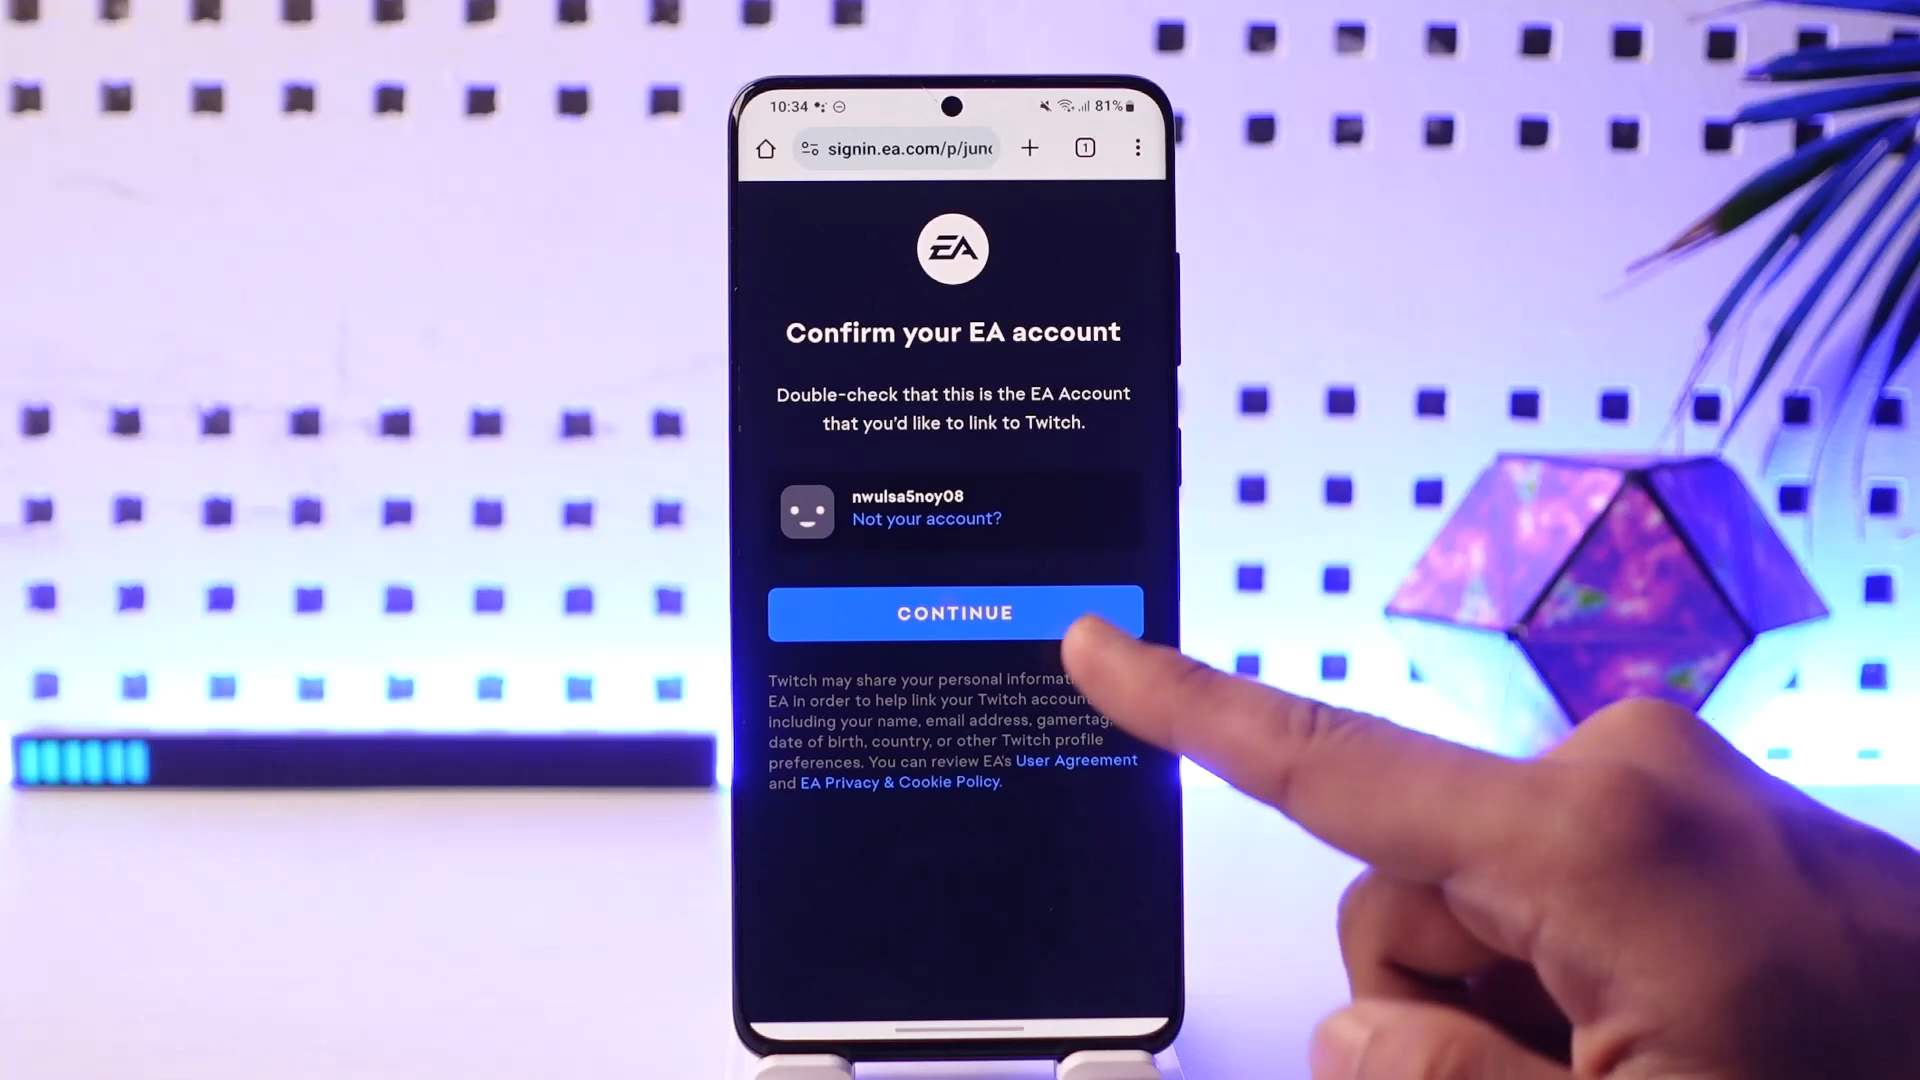 10:34
81%
signin.ea.com/p/jun
1
EA
Confirm your EA account
Double-check that this is the EA Account
that you'd like to link to Twitch.
nwulsa5noy08
Not your account?
CONTINUE
Twitch may share your personal informat
EA in order to help link your Twitch accoun
including your name, email address, gamertag,
date of birth, country, or other Twitch profile
preferences. You can review EA's User Agreement
and EA Privacy & Cookie Policy.